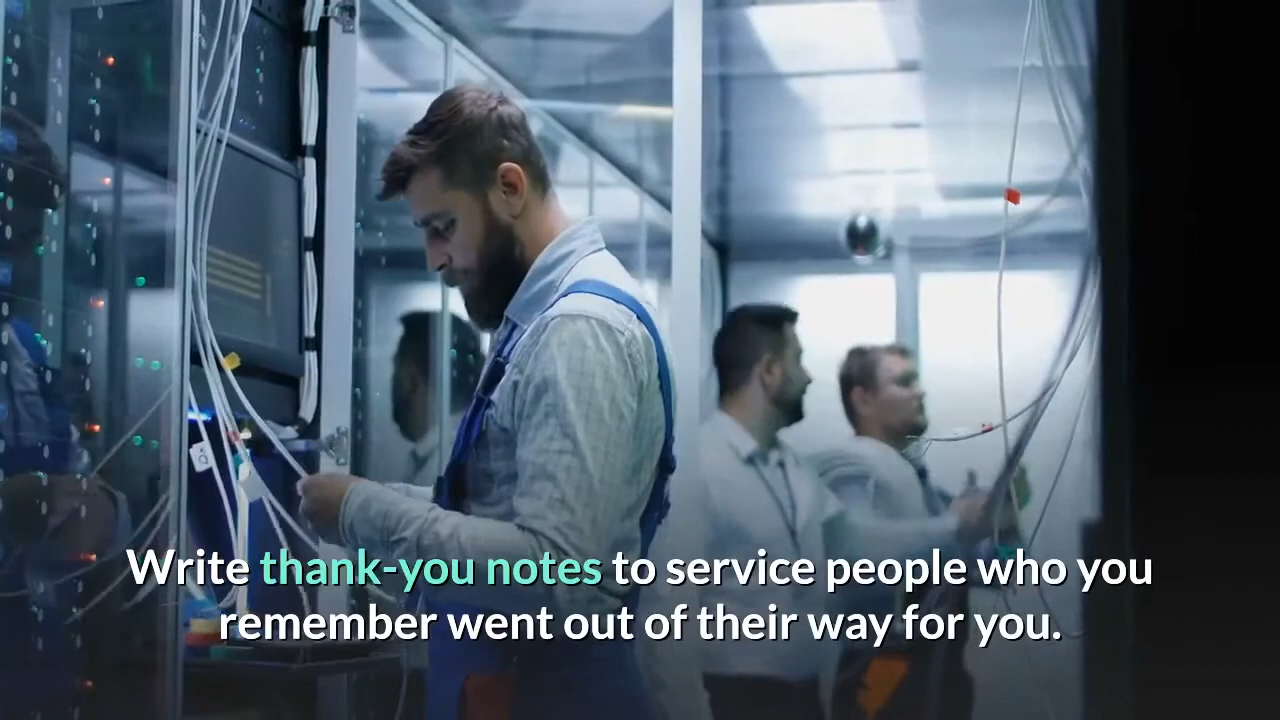 Write thank-you notes to service people who you
remember went out of their way for you.